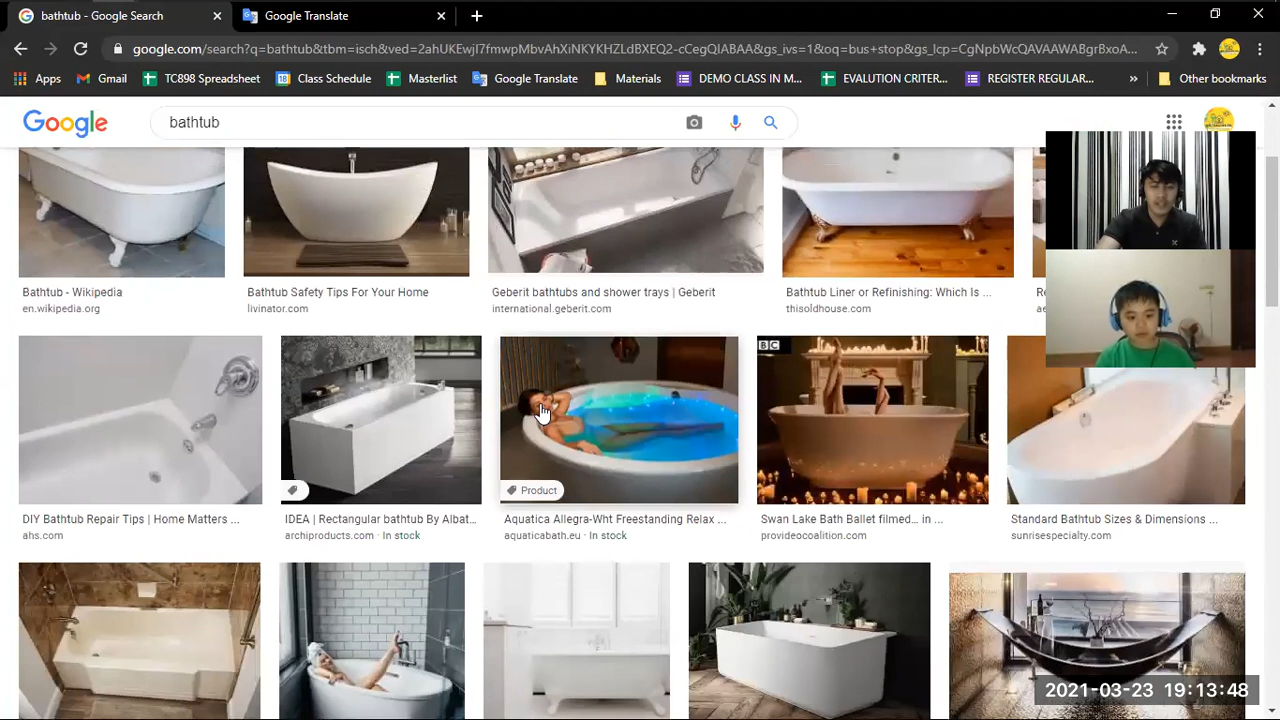 bathtub - Google Search
Google Translate
google.com/search?q=bathtub&tbm=isch&ved=2ahUKEwjI7fmwpMbvAhXiNKYKHZLdBXEQ2-cCegQIABAA&gs_ivs=1&oq=bus+stop&gs_lcp=CgNpbWcQAVAAWABgrBxoA...
Apps
Gmail
TC898 Spreadsheet
Class Schedule
Masterlist
Google Translate
Materials
DEMO CLASS IN M...
EVALUTION CRITER...
REGISTER REGULAR...
»
Other bookmarks
Google
bathtub
Bathtub - Wikipedia
en.wikipedia.org
Bathtub Safety Tips For Your Home
livinator.com
Geberit bathtubs and shower trays | Geberit
international.geberit.com
Bathtub Liner or Refinishing: Which Is ...
thisoldhouse.com
BBC
Product
DIY Bathtub Repair Tips | Home Matters ...
ahs.com
IDEA | Rectangular bathtub By Albat...
archiproducts.com · In stock
Aquatica Allegra-Wht Freestanding Relax ...
aquaticabath.eu · In stock
Swan Lake Bath Ballet filmed... in ...
provideocoalition.com
Standard Bathtub Sizes & Dimensions ...
sunrisespecialty.com
2021-03-23 19:13:48